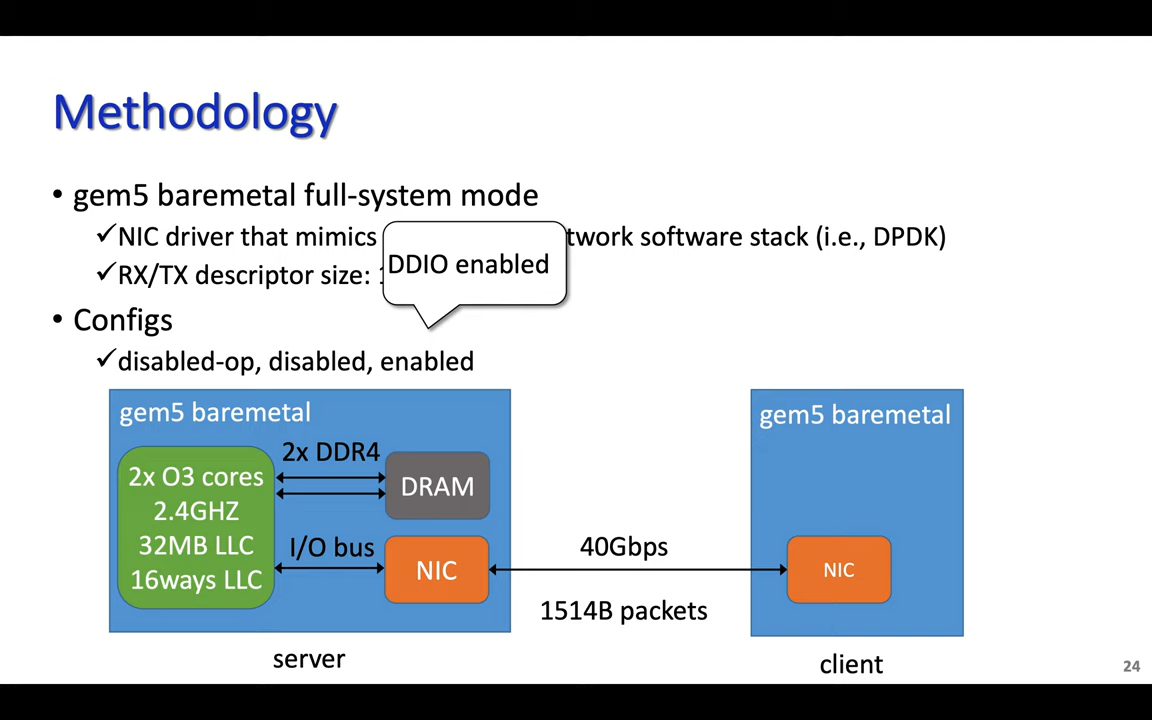 Methodology
• gem5 baremetal full-system mode
✓NIC driver that mimics twork software stack (i.e., DPDK)
DDIO enabled
✓RX/TX descriptor size:
• Configs
✓disabled-op, disabled, enabled
gem5 baremetal
gem5 baremetal
2x DDR4
2x O3 cores
2.4GHZ
32MB LLC
16ways LLC
DRAM
I/O bus
NIC
40Gbps
NIC
1514B packets
server
client
24